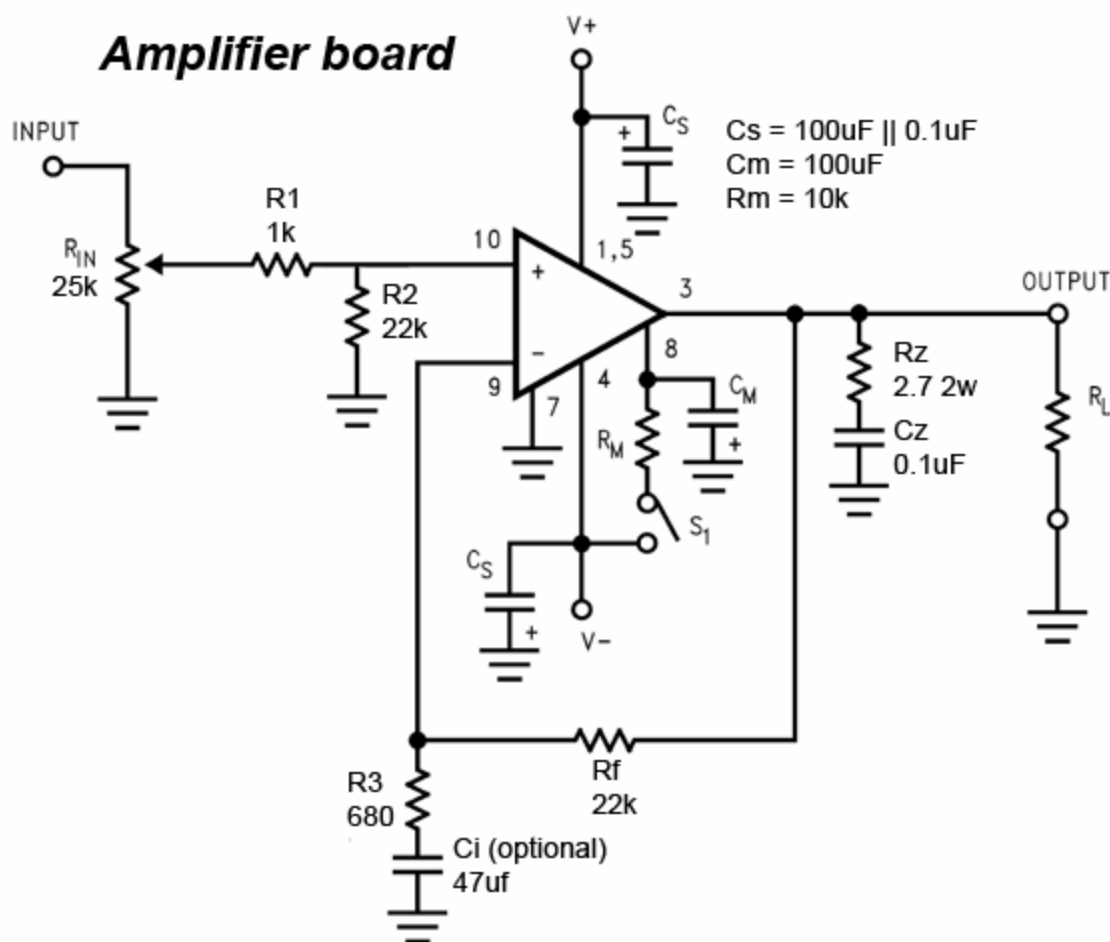 Amplifier board
V+
INPUT
CS
+
Cs = 100uF || 0.1uF
Cm = 100uF
Rm = 10k
R1
1k
RIN
25k
10
1,5
+
3
OUTPUT
R2
22k
8
−
9
4
7
CM
RM
+
Rz
2.7 2w
RL
Cz
0.1uF
S1
CS
+
V−
R3
680
Rf
22k
Ci (optional)
47uf